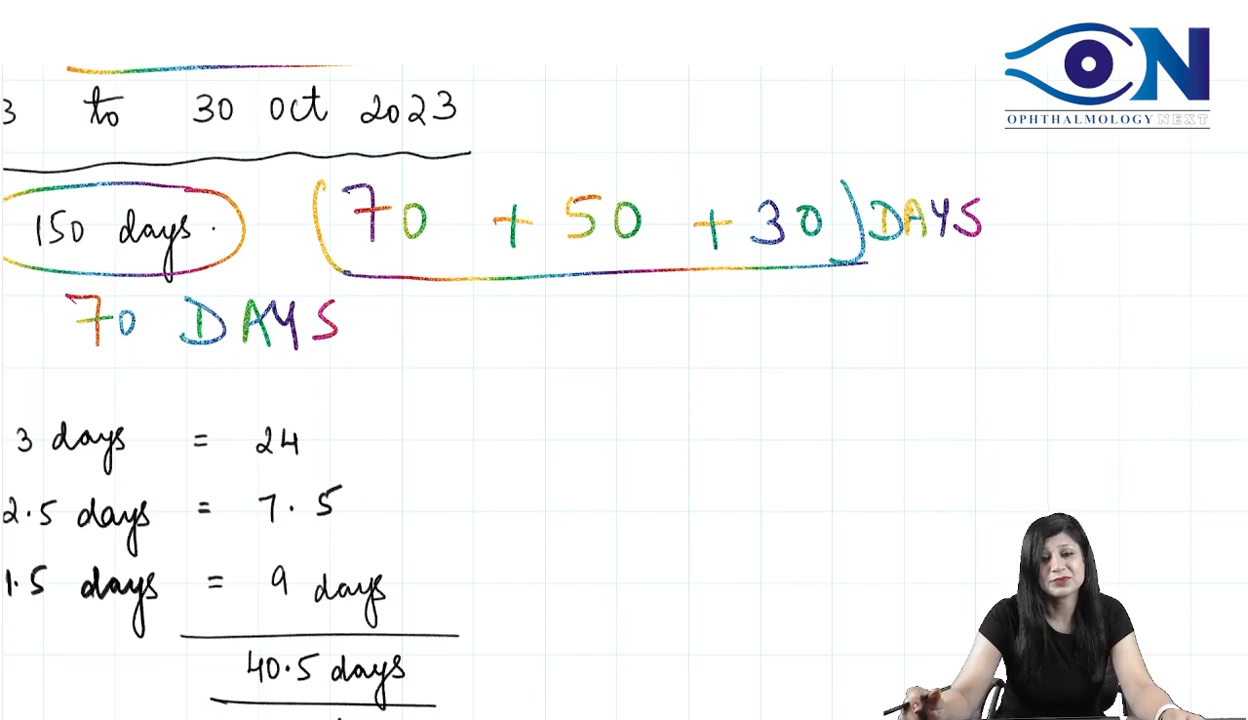 ON
OPHTHALMOLOGY NEXT
3 to 30 Oct 2023
150 days.
(70 + 50 + 30) DAYS
70 DAYS
3 days = 24
2.5 days = 7.5
1.5 days = 9 days
40.5 days